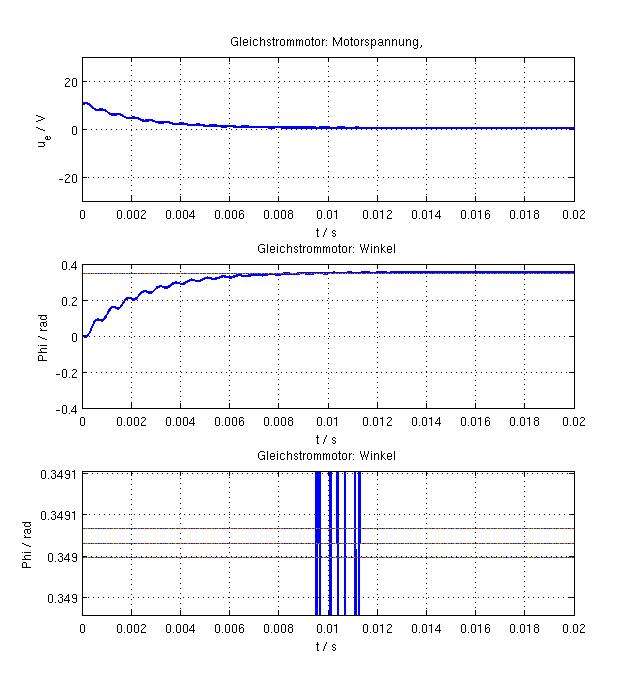 Gleichstrommotor: Motorspannung,
20
0
-20
u_e / V
0 0.002 0.004 0.006 0.008 0.01 0.012 0.014 0.016 0.018 0.02
t / s
Gleichstrommotor: Winkel
0.4
0.2
0
-0.2
-0.4
Phi / rad
0 0.002 0.004 0.006 0.008 0.01 0.012 0.014 0.016 0.018 0.02
t / s
Gleichstrommotor: Winkel
0.3491
0.3491
0.349
0.349
Phi / rad
0 0.002 0.004 0.006 0.008 0.01 0.012 0.014 0.016 0.018 0.02
t / s